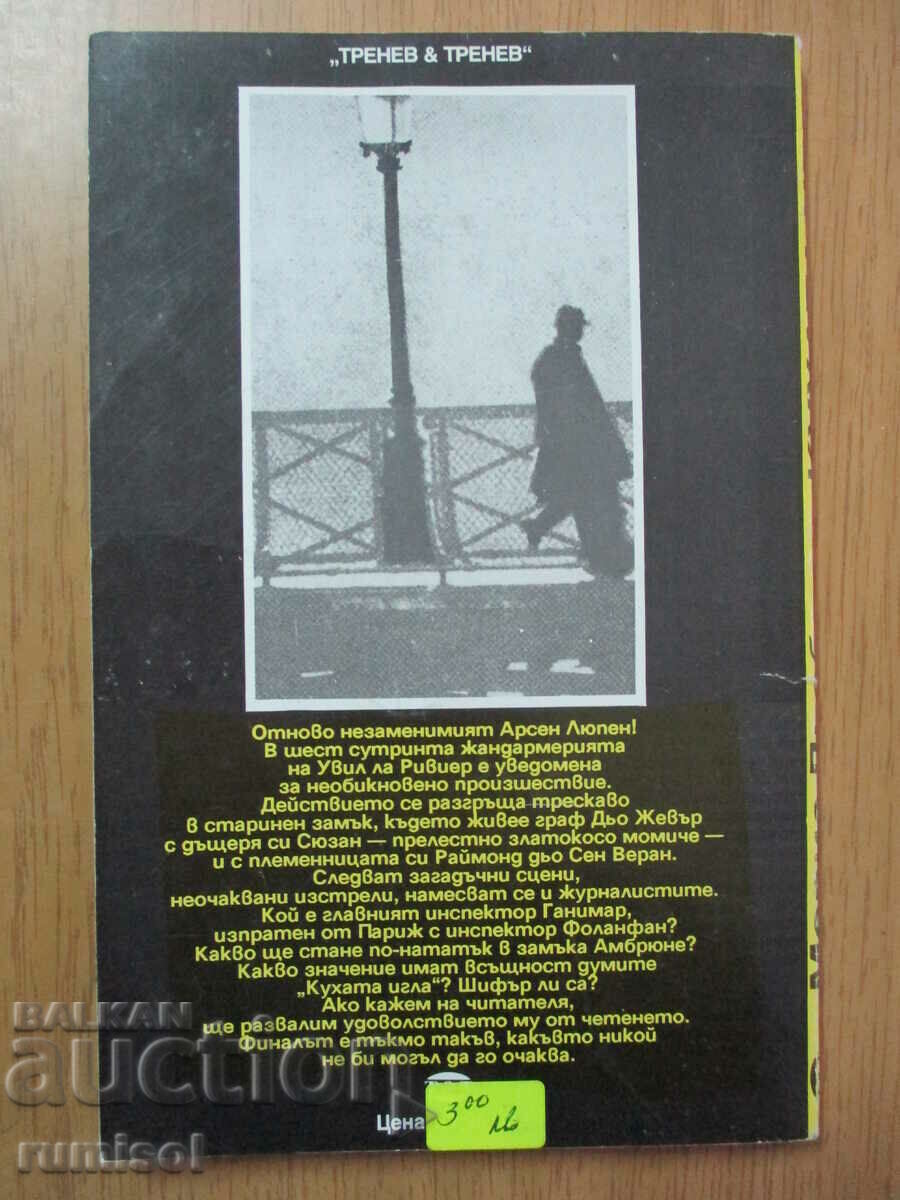 „ТРЕНЕВ & ТРЕНЕВ“
Отново незаменимият Арсен Люпен!
В шест сутринта жандармерията
на Увил ла Ривиер е уведомена
за необикновено произшествие.
Действието се разгръща трескаво
в старинен замък, където живее граф Дьо Жевър
с дъщеря си Сюзан — прелестно златокосо момиче —
и с племенницата си Раймонд дьо Сен Веран.
Следват загадъчни сцени,
неочаквани изстрели, намесват се и журналистите.
Кой е главният инспектор Ганимар,
изпратен от Париж с инспектор Фоланфан?
Какво ще стане по-нататък в замъка Амбрюне?
Какво значение имат всъщност думите
„Кухата игла“? Шифър ли са?
Ако кажем на читателя,
ще развалим удоволствието му от четенето.
Финалът е тъкмо такъв, какъвто никой
не би могъл да го очаква.
Цена
3⁰⁰
лв
BALKAN
auction
rumisol